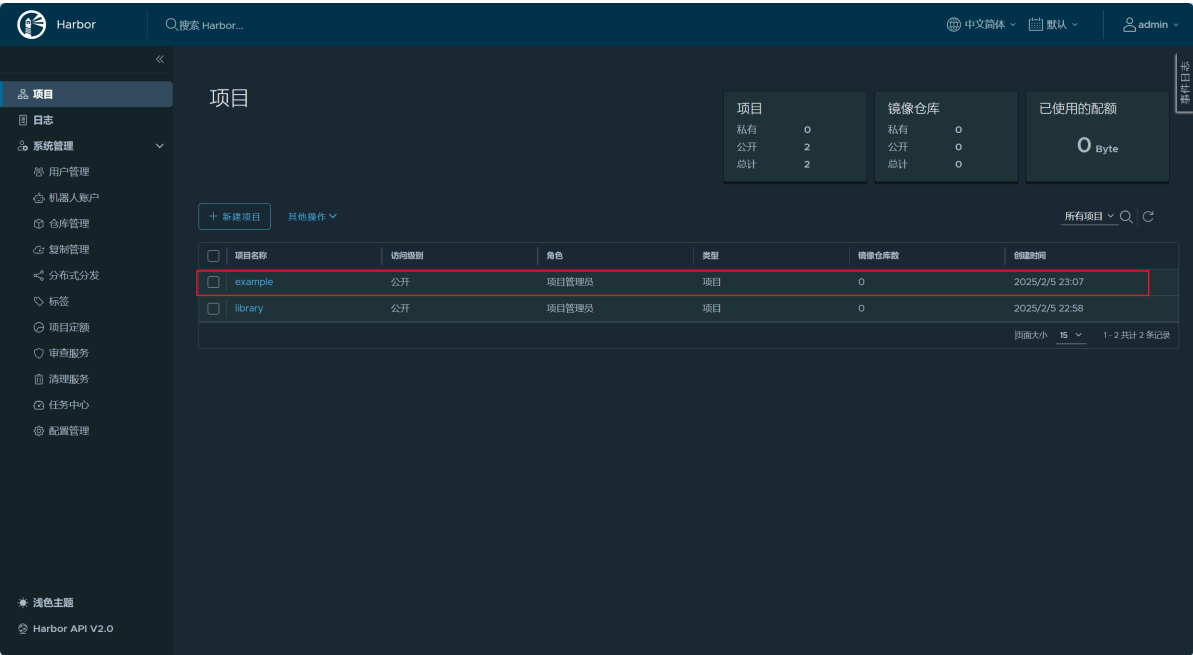 Harbor
搜索 Harbor...
中文简体
默认
admin
事件日志
项目
日志
系统管理
用户管理
机器人账户
仓库管理
复制管理
分布式分发
标签
项目定额
审查服务
清理服务
任务中心
配置管理
浅色主题
Harbor API V2.0
项目
项目
私有 0
公开 2
总计 2
镜像仓库
私有 0
公开 0
总计 0
已使用的配额
0 Byte
新建项目
其他操作
所有项目
项目名称 访问级别 角色 类型 镜像仓库数 创建时间
example 公开 项目管理员 项目 0 2025/2/5 23:07
library 公开 项目管理员 项目 0 2025/2/5 22:58
页面大小 15 1 - 2 共计 2 条记录